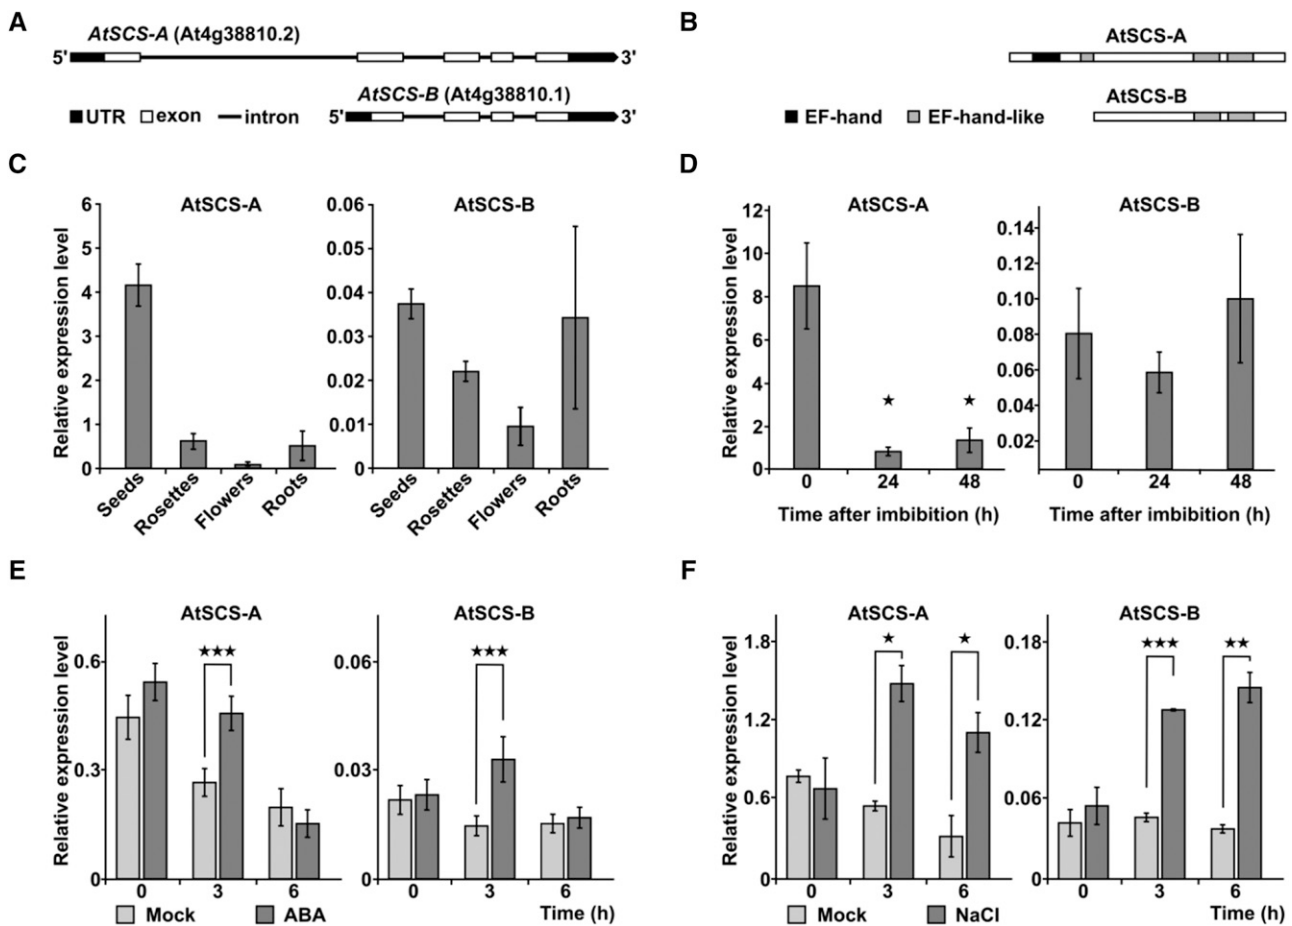 A
AtSCS-A (At4g38810.2)
5' 3'
AtSCS-B (At4g38810.1)
UTR exon intron 5' 3'
B
AtSCS-A
AtSCS-B
EF-hand EF-hand-like
C
Relative expression level
AtSCS-A
6
5
4
3
2
1
0
Seeds Rosettes Flowers Roots
AtSCS-B
0.06
0.05
0.04
0.03
0.02
0.01
0
Seeds Rosettes Flowers Roots
D
Relative expression level
AtSCS-A
12
10
8
6
4
2
0
★ ★
0 24 48
Time after imbibition (h)
AtSCS-B
0.14
0.12
0.10
0.08
0.06
0.04
0.02
0 24 48
Time after imbibition (h)
E
Relative expression level
AtSCS-A
0.6
0.3
0
★★★
0 3 6
AtSCS-B
0.06
0.03
0
★★★
0 3 6
Mock ABA Time (h)
F
Relative expression level
AtSCS-A
1.8
1.2
0.6
0
★ ★
0 3 6
AtSCS-B
0.18
0.12
0.06
0
★★★ ★★
0 3 6
Mock NaCl Time (h)